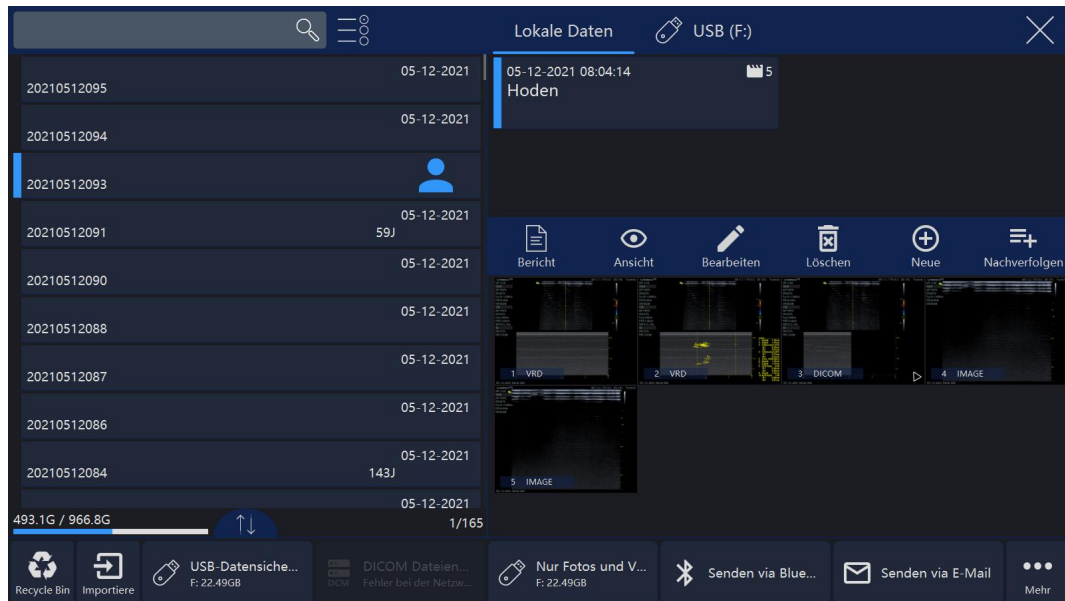 Lokale Daten
USB (F:)
05-12-2021
20210512095
05-12-2021
20210512094
20210512093
05-12-2021
20210512091
59J
05-12-2021
20210512090
05-12-2021
20210512088
05-12-2021
20210512087
05-12-2021
20210512086
05-12-2021
20210512084
143J
05-12-2021
493.1G / 966.8G
1/165
05-12-2021 08:04:14
5
Hoden
Bericht
Ansicht
Bearbeiten
Löschen
Neue
Nachverfolgen
1 VRD
2 VRD
3 DICOM
4 IMAGE
5 IMAGE
Recycle Bin
Importiere
USB-Datensiche...
F: 22.49GB
DCM
DICOM Dateien...
Fehler bei der Netzw...
Nur Fotos und V...
F: 22.49GB
Senden via Blue...
Senden via E-Mail
Mehr